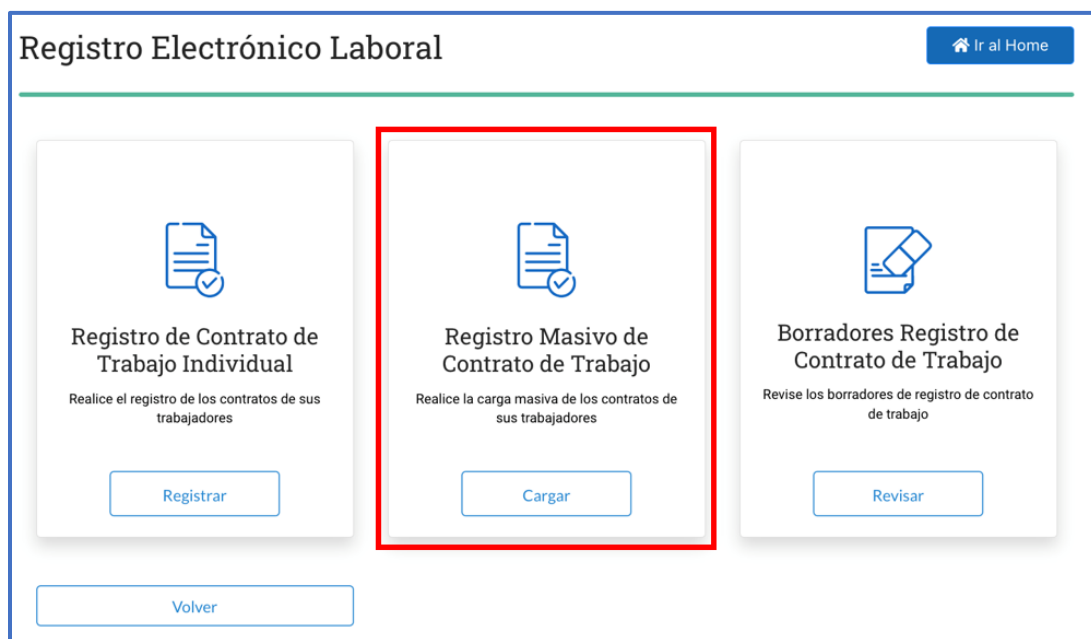 Registro Electrónico Laboral
Ir al Home
Registro de Contrato de
Trabajo Individual
Realice el registro de los contratos de sus
trabajadores
Registrar
Registro Masivo de
Contrato de Trabajo
Realice la carga masiva de los contratos de
sus trabajadores
Cargar
Borradores Registro de
Contrato de Trabajo
Revise los borradores de registro de contrato
de trabajo
Revisar
Volver